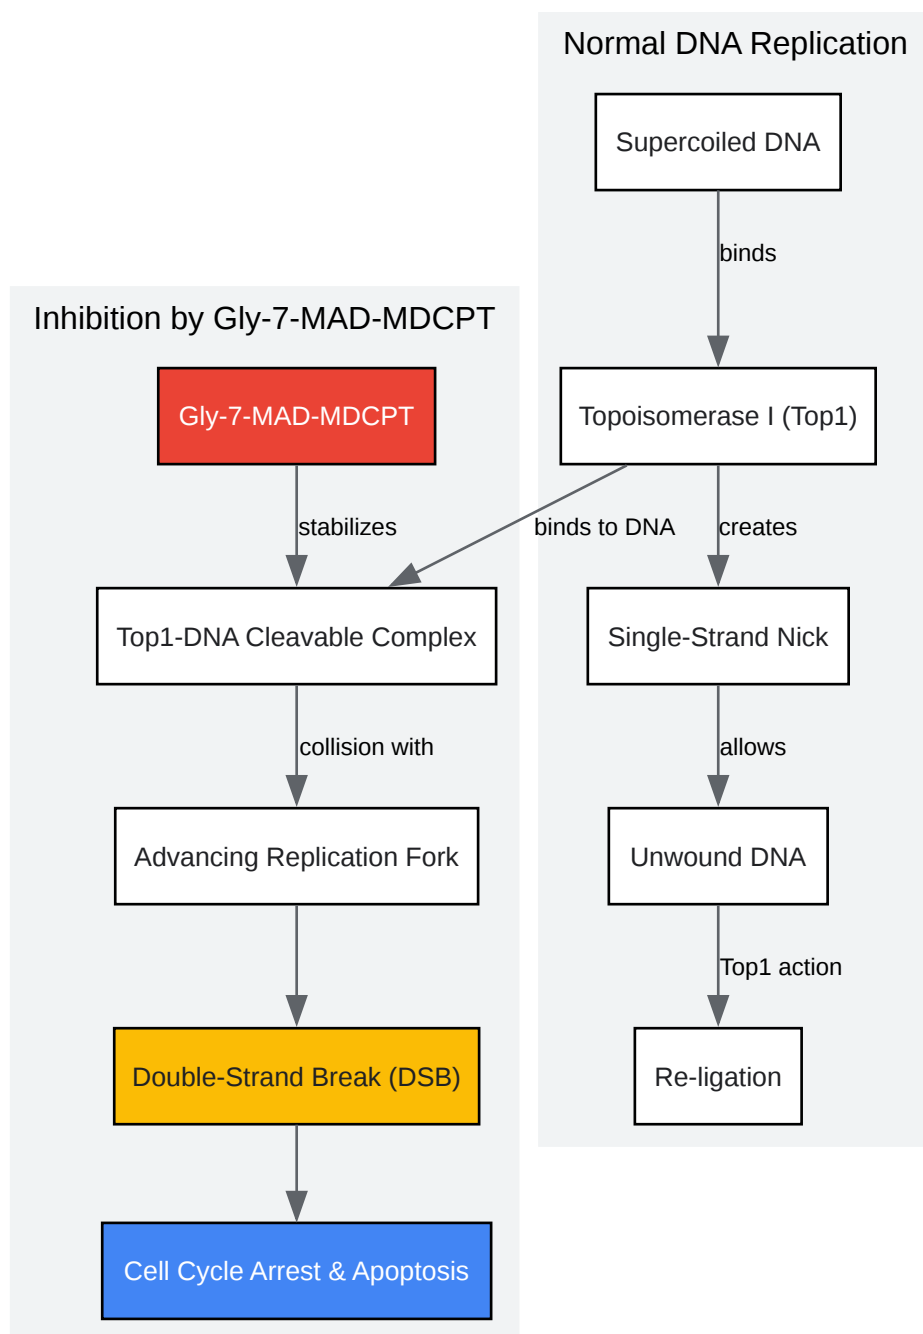 Normal DNA Replication
Supercoiled DNA
binds
Inhibition by Gly-7-MAD-MDCPT
Gly-7-MAD-MDCPT
Topoisomerase I (Top1)
stabilizes
binds to DNA
creates
Top1-DNA Cleavable Complex
Single-Strand Nick
collision with
allows
Advancing Replication Fork
Unwound DNA
Top1 action
Double-Strand Break (DSB)
Re-ligation
Cell Cycle Arrest & Apoptosis